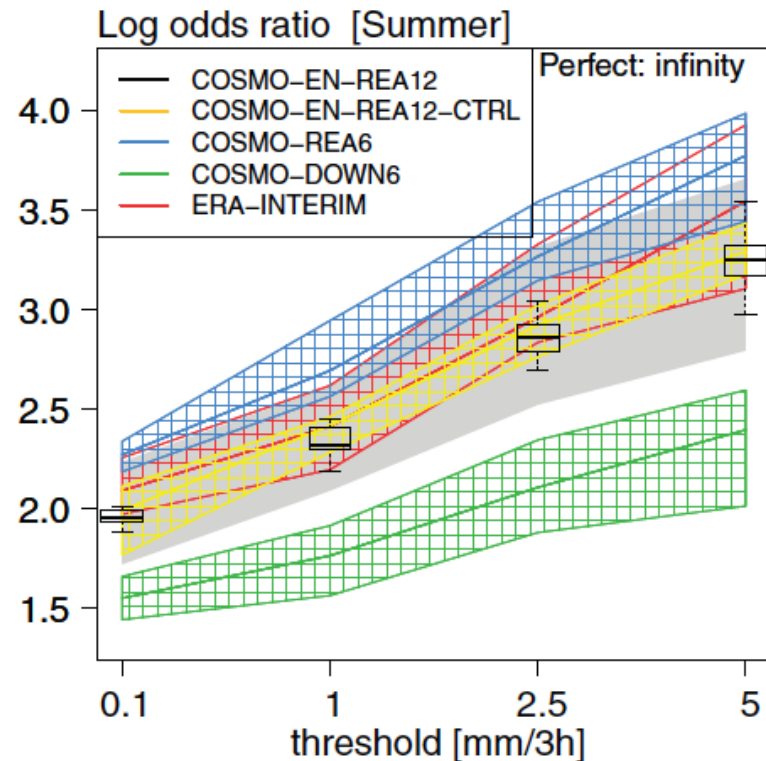 Log odds ratio [Summer]
Perfect: infinity
COSMO−EN−REA12
COSMO−EN−REA12−CTRL
COSMO−REA6
COSMO−DOWN6
ERA−INTERIM
4.0
3.5
3.0
2.5
2.0
1.5
0.1 1 2.5 5
threshold [mm/3h]